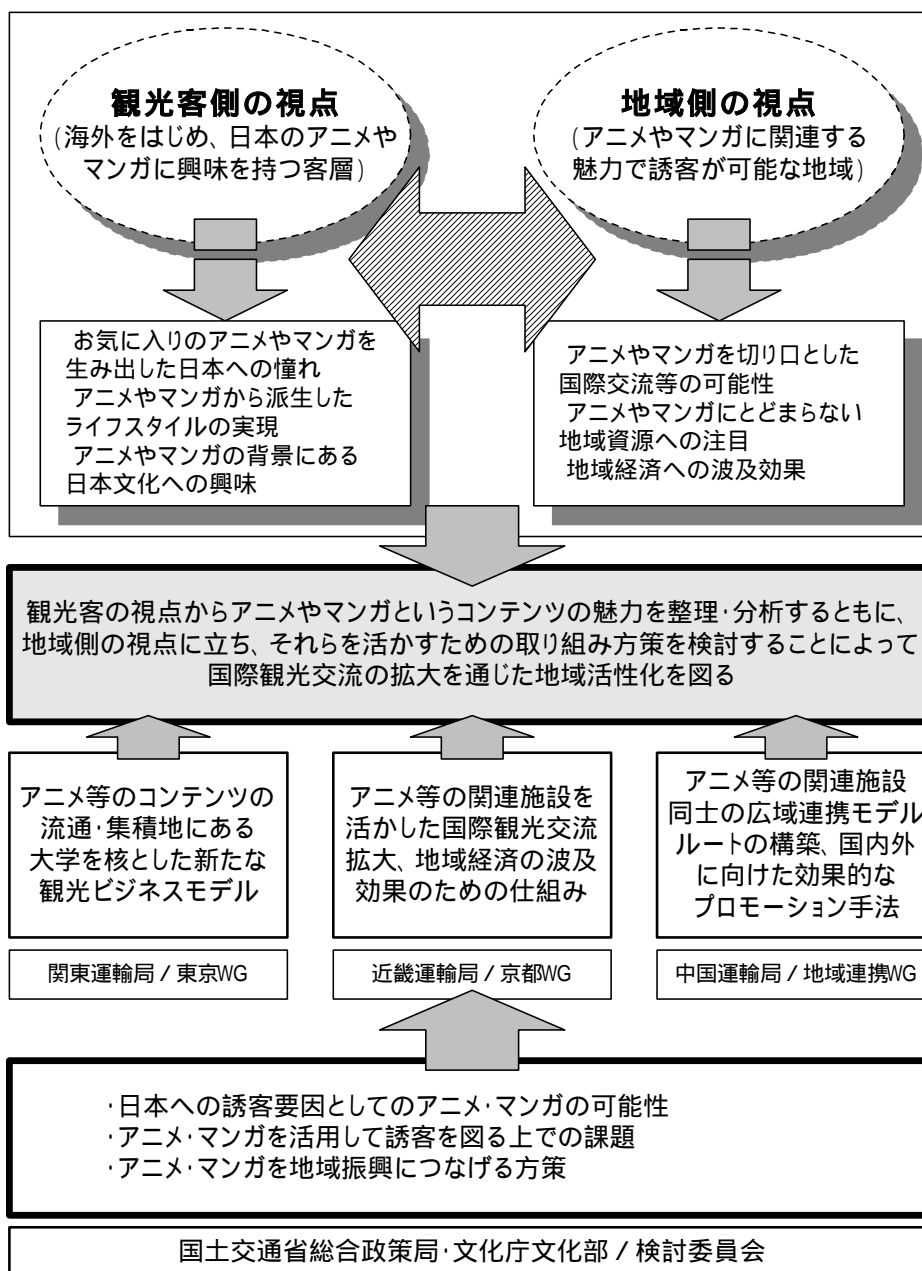 観光客側の視点
(海外をはじめ、日本のアニメや
マンガに興味を持つ客層)
地域側の視点
(アニメやマンガに関連する
魅力で誘客が可能な地域)
お気に入りのアニメやマンガを
生み出した日本への憧れ
アニメやマンガから派生した
ライフスタイルの実現
アニメやマンガの背景にある
日本文化への興味
アニメやマンガを切り口とした
国際交流等の可能性
アニメやマンガにとどまらない
地域資源への注目
地域経済への波及効果
観光客の視点からアニメやマンガというコンテンツの魅力を整理・分析するともに、
地域側の視点に立ち、それらを活かすための取り組み方策を検討することによって
国際観光交流の拡大を通じた地域活性化を図る
アニメ等のコンテンツの
流通・集積地にある
大学を核とした新たな
観光ビジネスモデル
関東運輸局 / 東京WG
アニメ等の関連施設を
活かした国際観光交流
拡大、地域経済の波及
効果のための仕組み
近畿運輸局 / 京都WG
アニメ等の関連施設
同士の広域連携モデル
ルートの構築、国内外
に向けた効果的な
プロモーション手法
中国運輸局 / 地域連携WG
・日本への誘客要因としてのアニメ・マンガの可能性
・アニメ・マンガを活用して誘客を図る上での課題
・アニメ・マンガを地域振興につなげる方策
国土交通省総合政策局・文化庁文化部 / 検討委員会